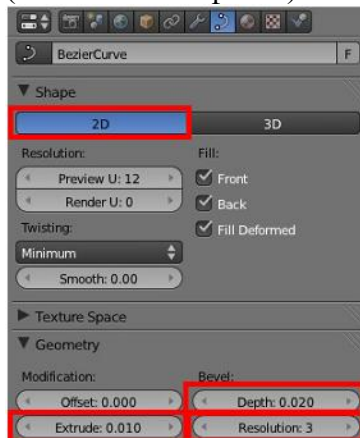 BezierCurve F
Shape
2D 3D
Resolution: Fill:
Preview U: 12 Front
Render U: 0 Back
Twisting: Fill Deformed
Minimum
Smooth: 0.00
Texture Space
Geometry
Modification: Bevel:
Offset: 0.000 Depth: 0.020
Extrude: 0.010 Resolution: 3